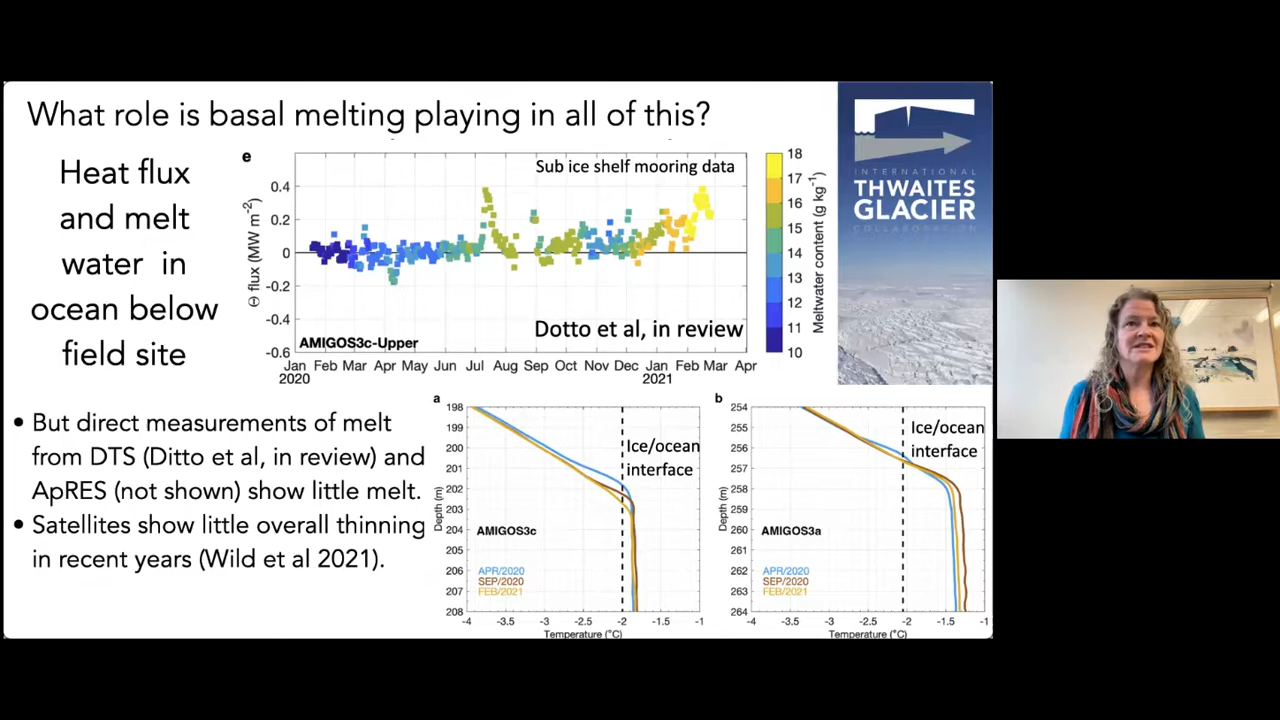 What role is basal melting playing in all of this?
Heat flux
and melt
water in
ocean below
field site
e
Sub ice shelf mooring data
0.4
0.2
0
-0.2
-0.4
-0.6
Θ flux (MW m-2)
Dotto et al, in review
AMIGOS3c-Upper
Jan Feb Mar Apr May Jun Jul Aug Sep Oct Nov Dec Jan Feb Mar Apr
2020 2021
18
17
16
15
14
13
12
11
10
Meltwater content (g kg-1)
INTERNATIONAL
THWAITES
GLACIER
COLLABORATION
• But direct measurements of melt
from DTS (Ditto et al, in review) and
ApRES (not shown) show little melt.
• Satellites show little overall thinning
in recent years (Wild et al 2021).
a
198
199
200
201
202
203
204
205
206
207
208
Depth (m)
Ice/ocean
interface
AMIGOS3c
APR/2020
SEP/2020
FEB/2021
-4 -3.5 -3 -2.5 -2 -1.5 -1
Temperature (°C)
b
254
255
256
257
258
259
260
261
262
263
264
Depth (m)
Ice/ocean
interface
AMIGOS3a
APR/2020
SEP/2020
FEB/2021
-4 -3.5 -3 -2.5 -2 -1.5 -1
Temperature (°C)